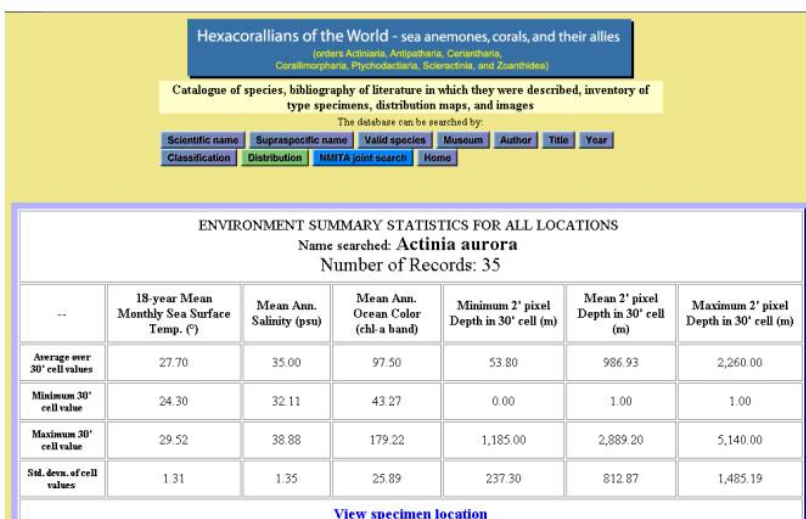 Hexacorallians of the World - sea anemones, corals, and their allies
(orders Actiniaria, Antipatharia, Ceriantharia,
Corallimorpharia, Ptychodactiaria, Scleractinia, and Zoanthidea)
Catalogue of species, bibliography of literature in which they were described, inventory of
type specimens, distribution maps, and images
The database can be searched by:
Scientific name Supraspecific name Valid species Museum Author Title Year
Classification Distribution NMITA joint search Home
ENVIRONMENT SUMMARY STATISTICS FOR ALL LOCATIONS
Name searched: Actinia aurora
Number of Records: 35
-- 18-year Mean Monthly Sea Surface Temp. (°) Mean Ann. Salinity (psu) Mean Ann. Ocean Color (chl-a band) Minimum 2' pixel Depth in 30' cell (m) Mean 2' pixel Depth in 30' cell (m) Maximum 2' pixel Depth in 30' cell (m)
Average over 30' cell values 27.70 35.00 97.50 53.80 986.93 2,260.00
Minimum 30' cell value 24.30 32.11 43.27 0.00 1.00 1.00
Maximum 30' cell value 29.52 38.88 179.22 1,185.00 2,889.20 5,140.00
Std. devn. of cell values 1.31 1.35 25.89 237.30 812.87 1,485.19
View specimen location